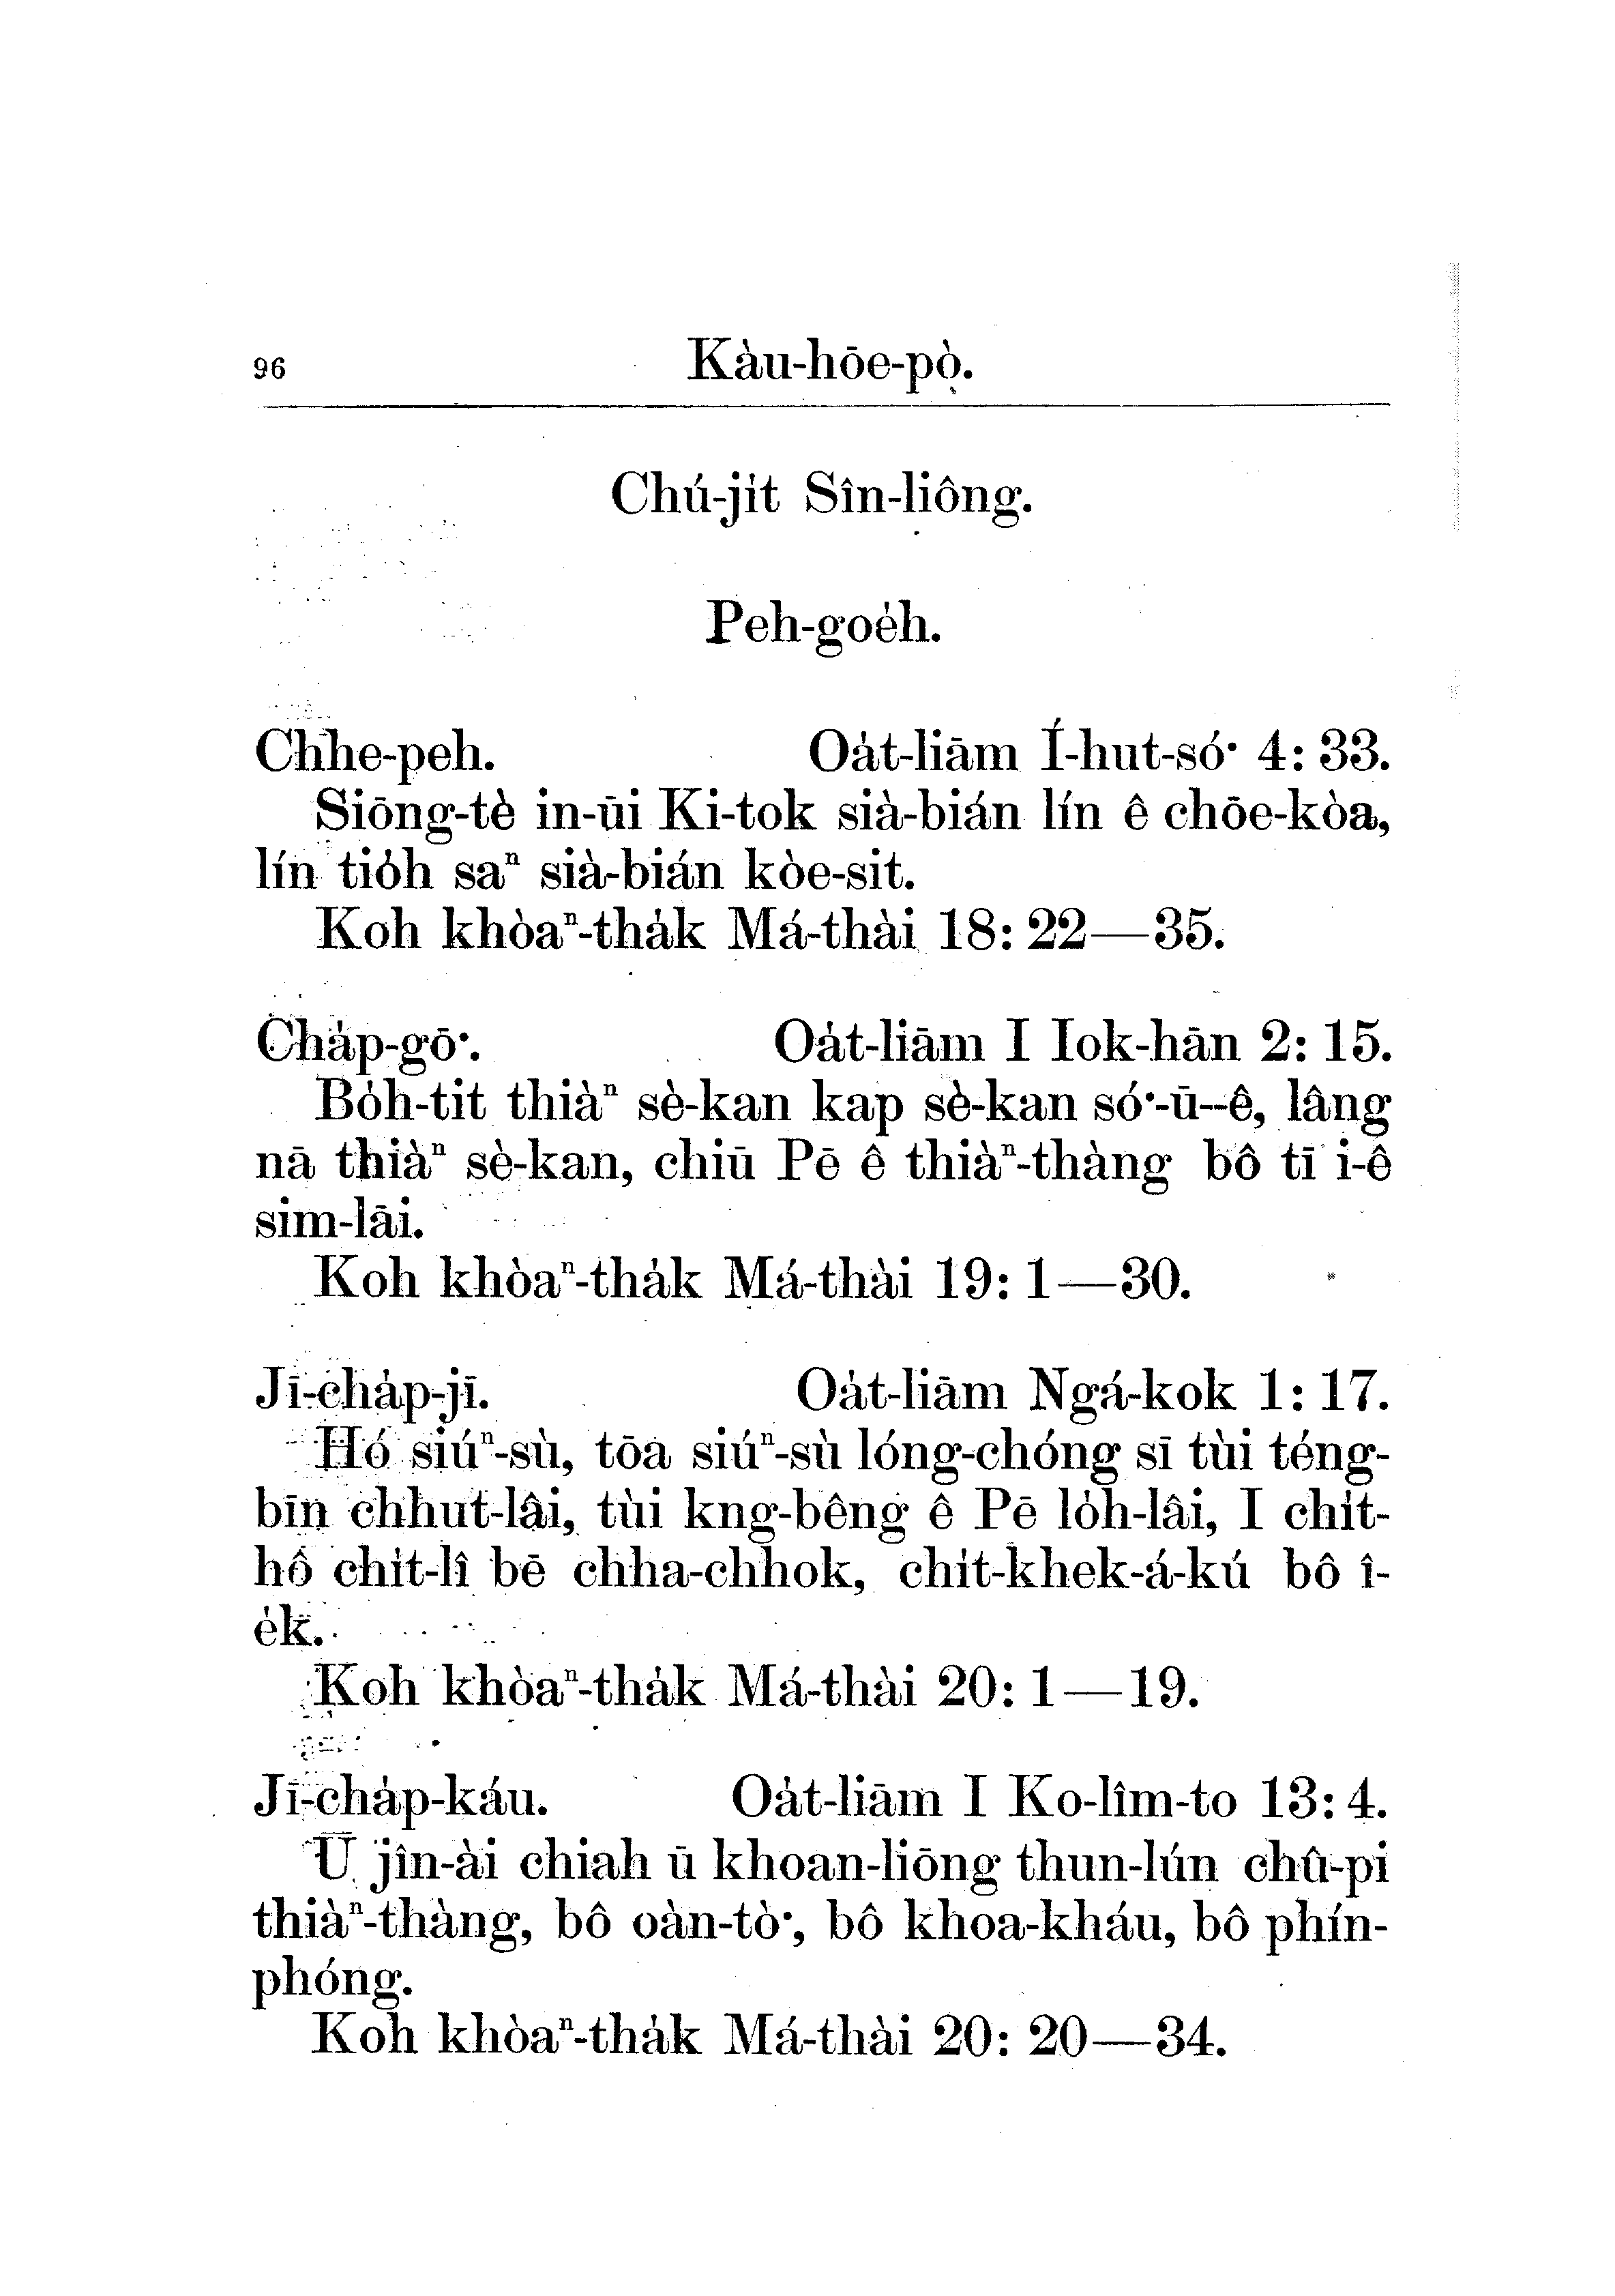 96 Kàu-hōe-pò.
Chú-ji̍t Sîn-liông.
Peh-goe̍h.
Chhe-peh. Oa̍t-liām Í-hut-só͘ 4: 33.
Siōng-tè in-ūi Ki-tok sià-bián lín ê chōe-kòa,
lín tio̍h saⁿ sià-bián kòe-sit.
Koh khòaⁿ-tha̍k Má-thài 18: 22—35.
Cha̍p-gō͘. Oa̍t-liām I Iok-hān 2: 15.
Bo̍h-tit thiàⁿ sè-kan kap sè-kan só͘-ū--ê, lâng
nā thiàⁿ sè-kan, chiū Pē ê thiàⁿ-thàng bô tī i-ê
sim-lāi.
Koh khòaⁿ-tha̍k Má-thài 19: 1—30.
Jī-cha̍p-jī. Oa̍t-liām Ngá-kok 1: 17.
Hó siúⁿ-sù, tōa siúⁿ-sù lóng-chóng sī tùi téng-
bīn chhut-lâi, tùi kng-bêng ê Pē lo̍h-lâi, I chi̍t-
hô chi̍t-lî bē chha-chhok, chi̍t-khek-á-kú bô î-
e̍k.
Koh khòaⁿ-tha̍k Má-thài 20: 1—19.
Jī-cha̍p-káu. Oa̍t-liām I Ko-lîm-to 13: 4.
Ū jîn-ài chiah ū khoan-liōng thun-lún chû-pi
thiàⁿ-thàng, bô oàn-tò͘, bô khoa-kháu, bô phín-
phóng.
Koh khòaⁿ-tha̍k Má-thài 20: 20—34.